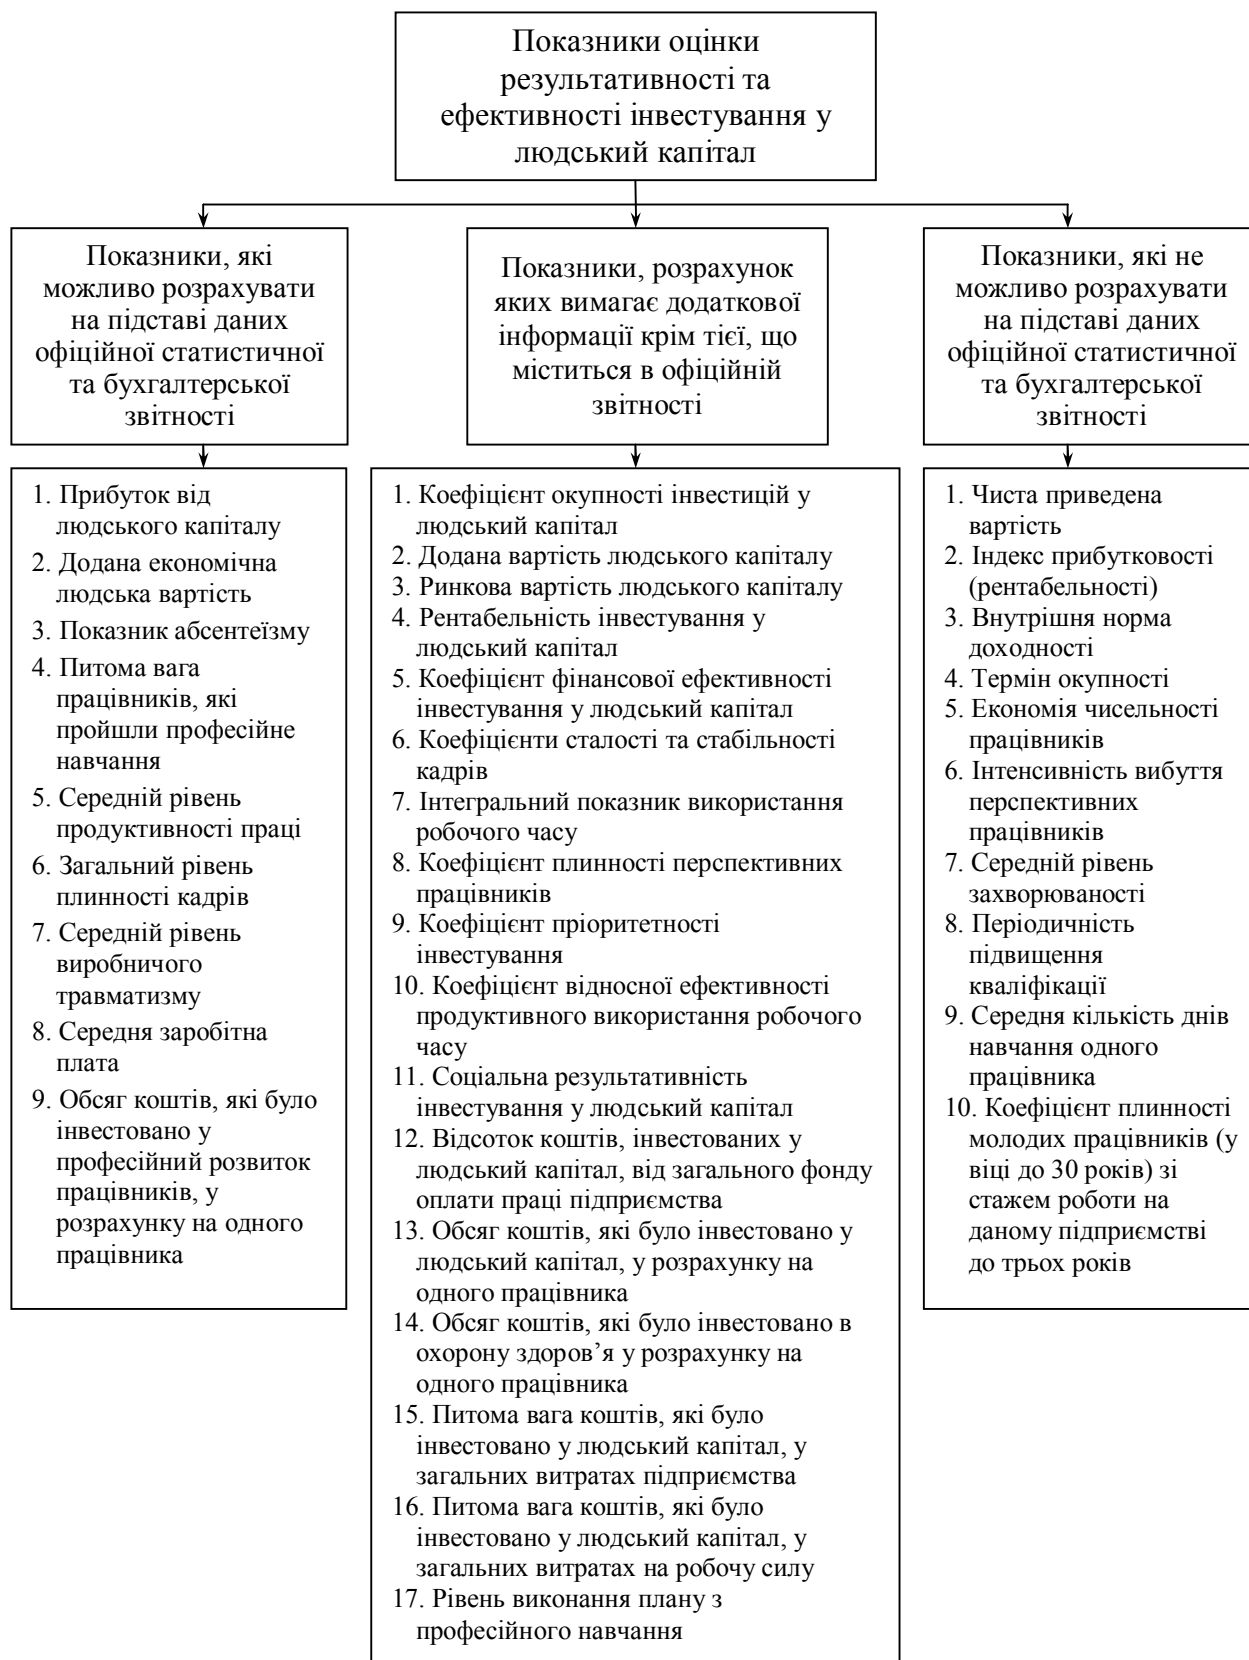 Показники оцінки
результативності та
ефективності інвестування у
людський капітал
Показники, які
можливо розрахувати
на підставі даних
офіційної статистичної
та бухгалтерської
звітності
Показники, розрахунок
яких вимагає додаткової
інформації крім тієї, що
міститься в офіційній
звітності
Показники, які не
можливо розрахувати
на підставі даних
офіційної статистичної
та бухгалтерської
звітності
1. Прибуток від
людського капіталу
2. Додана економічна
людська вартість
3. Показник абсентеїзму
4. Питома вага
працівників, які
пройшли професійне
навчання
5. Середній рівень
продуктивності праці
6. Загальний рівень
плинності кадрів
7. Середній рівень
виробничого
травматизму
8. Середня заробітна
плата
9. Обсяг коштів, які було
інвестовано у
професійний розвиток
працівників, у
розрахунку на одного
працівника
1. Коефіцієнт окупності інвестицій у
людський капітал
2. Додана вартість людського капіталу
3. Ринкова вартість людського капіталу
4. Рентабельність інвестування у
людський капітал
5. Коефіцієнт фінансової ефективності
інвестування у людський капітал
6. Коефіцієнти сталості та стабільності
кадрів
7. Інтегральний показник використання
робочого часу
8. Коефіцієнт плинності перспективних
працівників
9. Коефіцієнт пріоритетності
інвестування
10. Коефіцієнт відносної ефективності
продуктивного використання робочого
часу
11. Соціальна результативність
інвестування у людський капітал
12. Відсоток коштів, інвестованих у
людський капітал, від загального фонду
оплати праці підприємства
13. Обсяг коштів, які було інвестовано у
людський капітал, у розрахунку на
одного працівника
14. Обсяг коштів, які було інвестовано в
охорону здоров’я у розрахунку на
одного працівника
15. Питома вага коштів, які було
інвестовано у людський капітал, у
загальних витратах підприємства
16. Питома вага коштів, які було
інвестовано у людський капітал, у
загальних витратах на робочу силу
17. Рівень виконання плану з
професійного навчання
1. Чиста приведена
вартість
2. Індекс прибутковості
(рентабельності)
3. Внутрішня норма
доходності
4. Термін окупності
5. Економія чисельності
працівників
6. Інтенсивність вибуття
перспективних
працівників
7. Середній рівень
захворюваності
8. Періодичність
підвищення
кваліфікації
9. Середня кількість днів
навчання одного
працівника
10. Коефіцієнт плинності
молодих працівників (у
віці до 30 років) зі
стажем роботи на
даному підприємстві
до трьох років